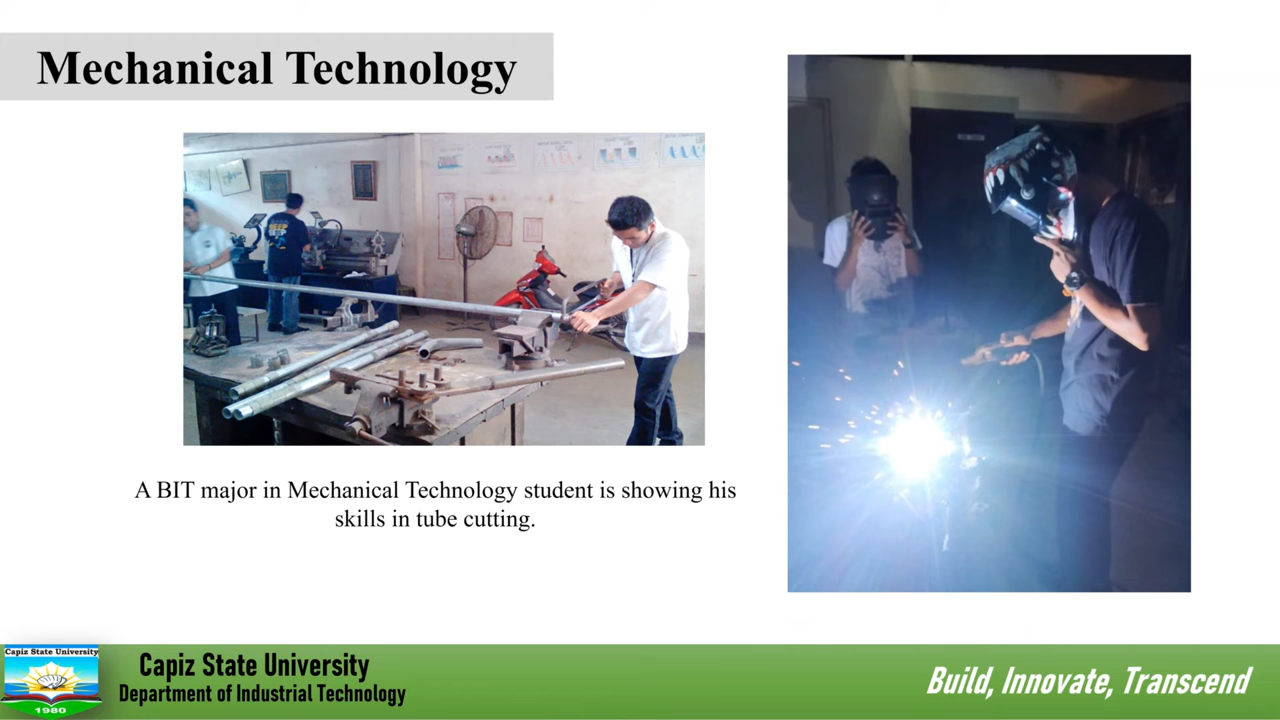 Mechanical Technology
A BIT major in Mechanical Technology student is showing his
skills in tube cutting.
Capiz State University
1980
Capiz State University
Department of Industrial Technology
Build, Innovate, Transcend